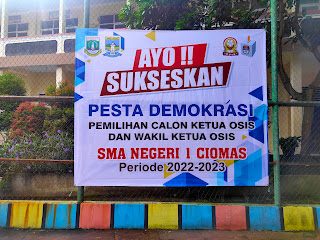 AYO !!
SUKSESKAN
PESTA DEMOKRASI
PEMILIHAN CALON KETUA OSIS
DAN WAKIL KETUA OSIS
SMA NEGERI 1 CIOMAS
Periode 2022-2023